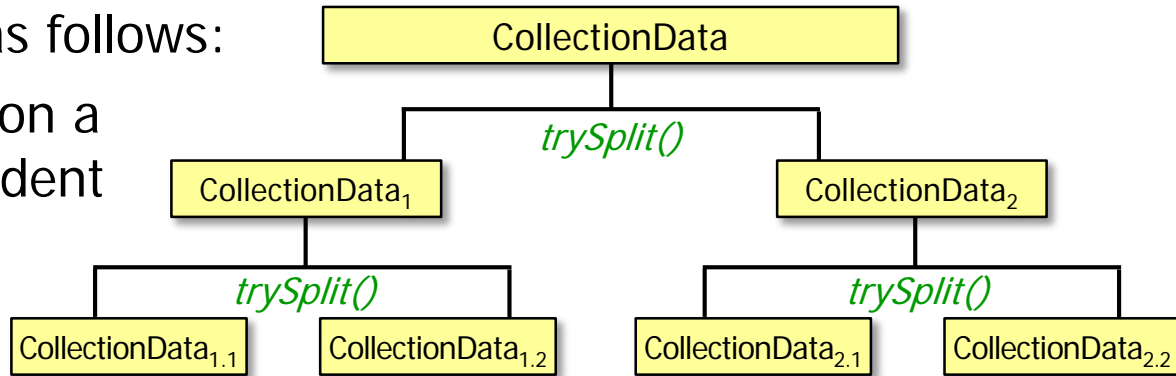 as follows:
CollectionData
on a
trySplit()
dent
CollectionData₁
CollectionData₂
trySplit()
trySplit()
CollectionData₁.₁
CollectionData₁.₂
CollectionData₂.₁
CollectionData₂.₂